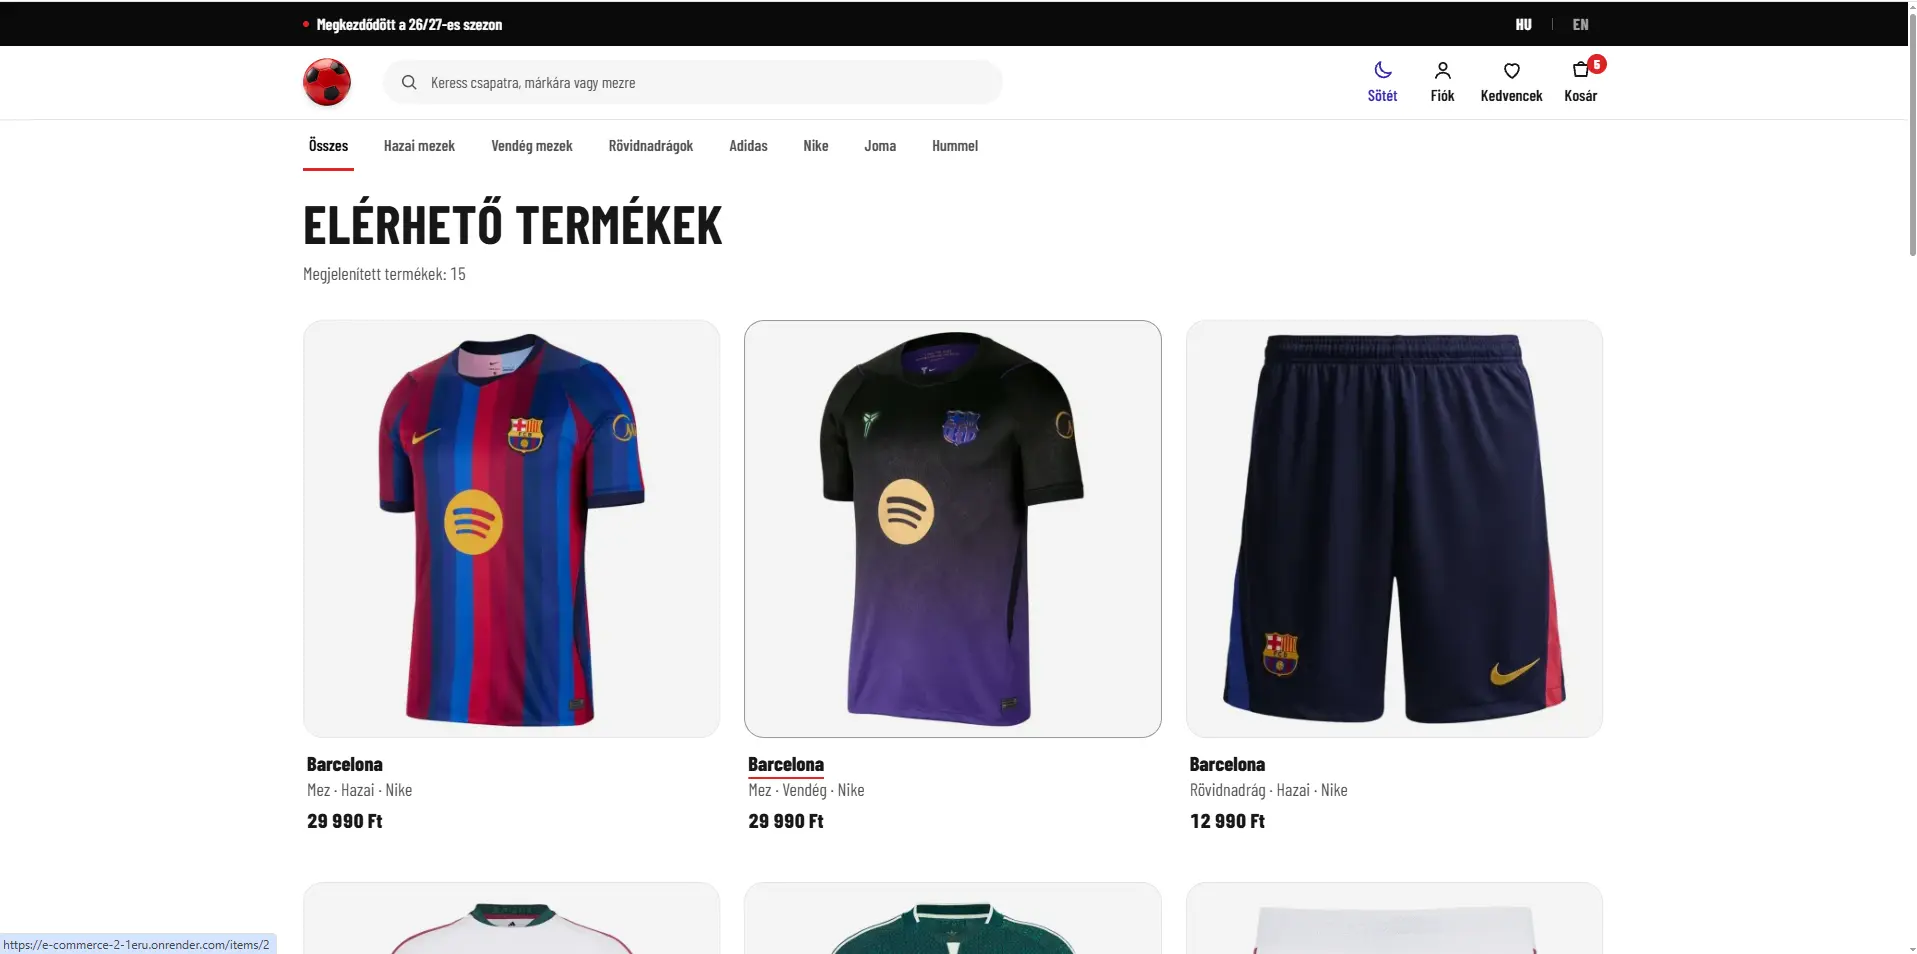 Megkezdődött a 26/27-es szezon
HU | EN
Keress csapatra, márkára vagy mezre
Sötét
Fiók
Kedvencek
5
Kosár
Összes
Hazai mezek
Vendég mezek
Rövidnadrágok
Adidas
Nike
Joma
Hummel
ELÉRHETŐ TERMÉKEK
Megjelenített termékek: 15
FCB
FCB
Barcelona
Mez · Hazai · Nike
29 990 Ft
Barcelona
Mez · Vendég · Nike
29 990 Ft
Barcelona
Rövidnadrág · Hazai · Nike
12 990 Ft
https://e-commerce-2-1eru.onrender.com/items/2